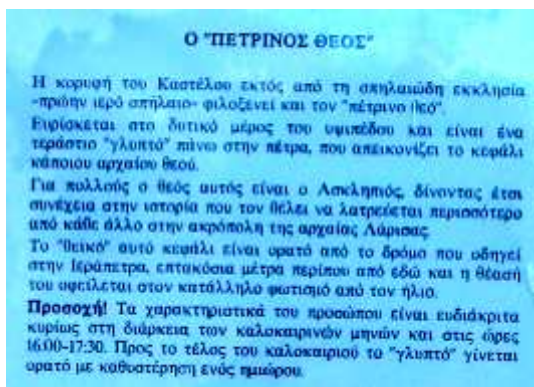 Ο "ΠΕΤΡΙΝΟΣ ΘΕΟΣ"
Η κορυφή του Καστέλου εκτός από τη σπηλαιώδη εκκλησία
-πρώην ιερό σπήλαιο- φιλοξενεί και τον "πέτρινο θεό".
Ευρίσκεται στο δυτικό μέρος του υψιπέδου και είναι ένα
τεράστιο "γλυπτό" πάνω στην πέτρα, που απεικονίζει το κεφάλι
κάποιου αρχαίου θεού.
Για πολλούς ο θεός αυτός είναι ο Ασκληπιός, δίνοντας έτσι
συνέχεια στην ιστορία που τον θέλει να λατρεύεται περισσότερο
από κάθε άλλο στην ακρόπολη της αρχαίας Λάρισας.
Το "θεϊκό" αυτό κεφάλι είναι ορατό από το δρόμο που οδηγεί
στην Ιεράπετρα, επτακόσια μέτρα περίπου από εδώ και η θέασή
του οφείλεται στον κατάλληλο φωτισμό από τον ήλιο.
Προσοχή! Τα χαρακτηριστικά του προσώπου είναι ευδιάκριτα
κυρίως στη διάρκεια των καλοκαιρινών μηνών και στις ώρες
16:00-17:30. Προς το τέλος του καλοκαιριού το "γλυπτό" γίνεται
ορατό με καθυστέρηση ενός ημιώρου.